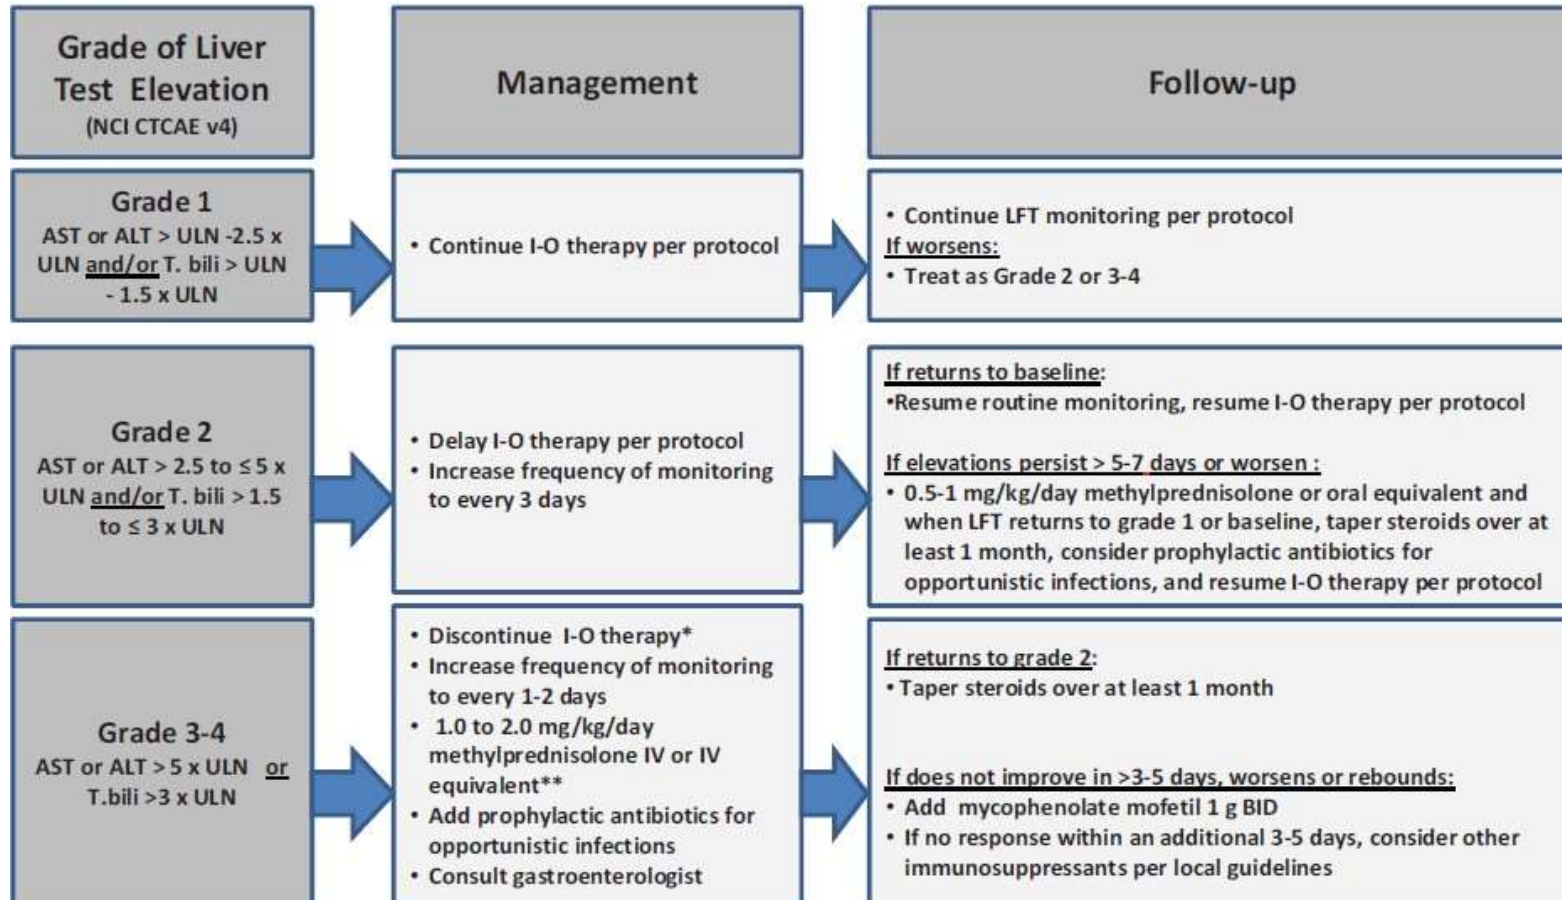 Grade of Liver
Test Elevation
(NCI CTCAE v4)
Management
Follow-up
Grade 1
AST or ALT > ULN -2.5 x
ULN and/or T. bili > ULN
- 1.5 x ULN
• Continue I-O therapy per protocol
• Continue LFT monitoring per protocol
If worsens:
• Treat as Grade 2 or 3-4
Grade 2
AST or ALT > 2.5 to ≤ 5 x
ULN and/or T. bili > 1.5
to ≤ 3 x ULN
• Delay I-O therapy per protocol
• Increase frequency of monitoring
to every 3 days
If returns to baseline:
•Resume routine monitoring, resume I-O therapy per protocol
If elevations persist > 5-7 days or worsen :
• 0.5-1 mg/kg/day methylprednisolone or oral equivalent and
when LFT returns to grade 1 or baseline, taper steroids over at
least 1 month, consider prophylactic antibiotics for
opportunistic infections, and resume I-O therapy per protocol
Grade 3-4
AST or ALT > 5 x ULN or
T.bili >3 x ULN
• Discontinue I-O therapy*
• Increase frequency of monitoring
to every 1-2 days
• 1.0 to 2.0 mg/kg/day
methylprednisolone IV or IV
equivalent**
• Add prophylactic antibiotics for
opportunistic infections
• Consult gastroenterologist
If returns to grade 2:
• Taper steroids over at least 1 month
If does not improve in >3-5 days, worsens or rebounds:
• Add mycophenolate mofetil 1 g BID
• If no response within an additional 3-5 days, consider other
immunosuppressants per local guidelines